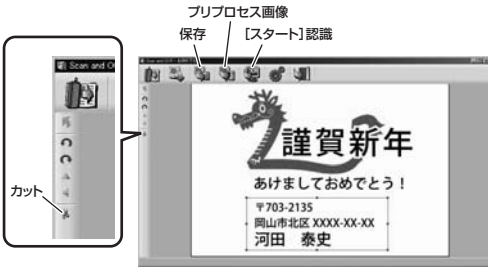 プリプロセス画像
保存
[スタート]認識
Scan and O
カット
Scan and
謹賀新年
あけましておめでとう！
〒703-2135
岡山市北区 XXXX-XX-XX
河田　泰史